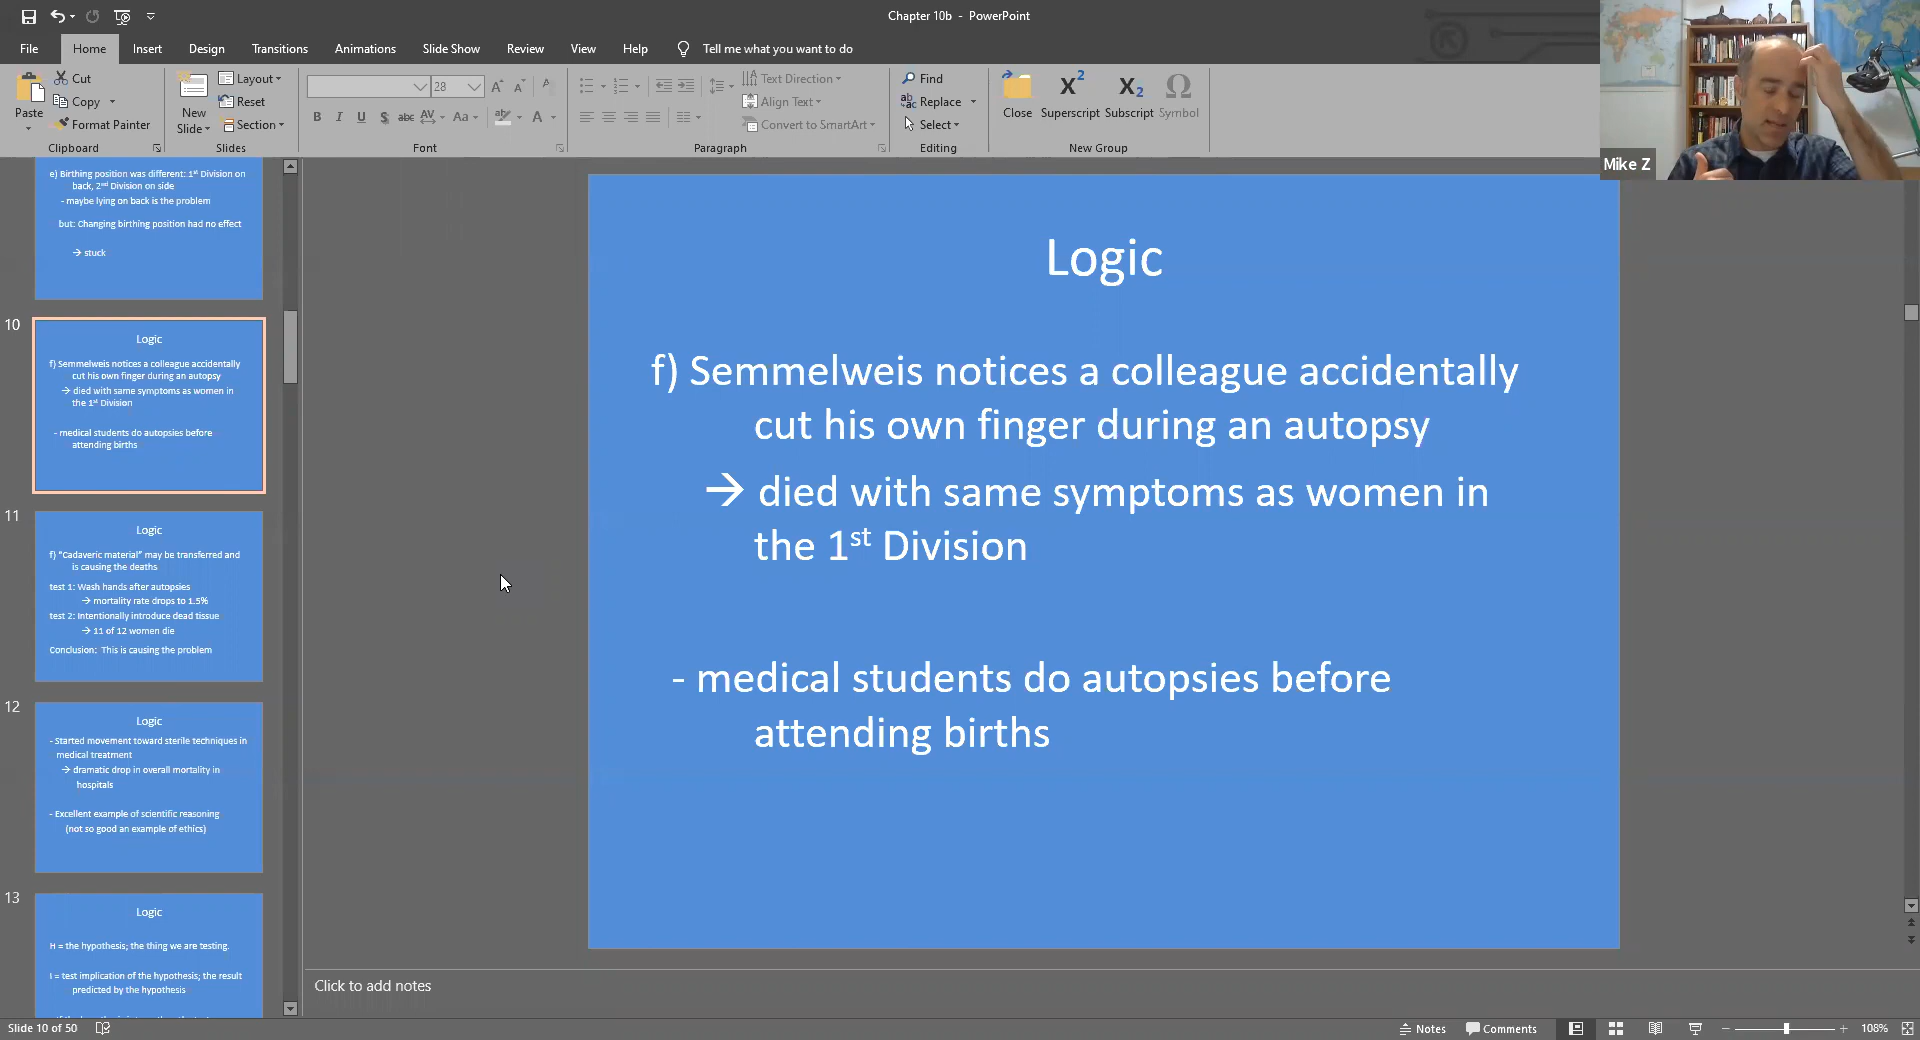 Chapter 10b - PowerPoint
File Home Insert Design Transitions Animations Slide Show Review View Help Tell me what you want to do
Paste
Cut
Copy
Format Painter
Clipboard
New
Slide
Layout
Reset
Section
Slides
28
B I U S abc AV Aa A
Font
Text Direction
Align Text
Convert to SmartArt
Paragraph
Find
Replace
Select
Editing
Close
X2 Superscript
X2 Subscript
Ω Symbol
New Group
Mike Z
e) Birthing position was different: 1st Division on
back, 2nd Division on side
- maybe lying on back is the problem
but: Changing birthing position had no effect
→ stuck
10
Logic
f) Semmelweis notices a colleague accidentally
cut his own finger during an autopsy
→ died with same symptoms as women in
the 1st Division
- medical students do autopsies before
attending births
11
Logic
f) “Cadaveric material” may be transferred and
is causing the deaths
test 1: Wash hands after autopsies
→ mortality rate drops to 1.5%
test 2: Intentionally introduce dead tissue
→ 11 of 12 women die
Conclusion: This is causing the problem
12
Logic
- Started movement toward sterile techniques in
medical treatment
→ dramatic drop in overall mortality in
hospitals
- Excellent example of scientific reasoning
(not so good an example of ethics)
13
Logic
H = the hypothesis; the thing we are testing.
I = test implication of the hypothesis; the result
predicted by the hypothesis
Logic
f) Semmelweis notices a colleague accidentally
cut his own finger during an autopsy
→ died with same symptoms as women in
the 1st Division
- medical students do autopsies before
attending births
Click to add notes
Slide 10 of 50
Notes
Comments
108%